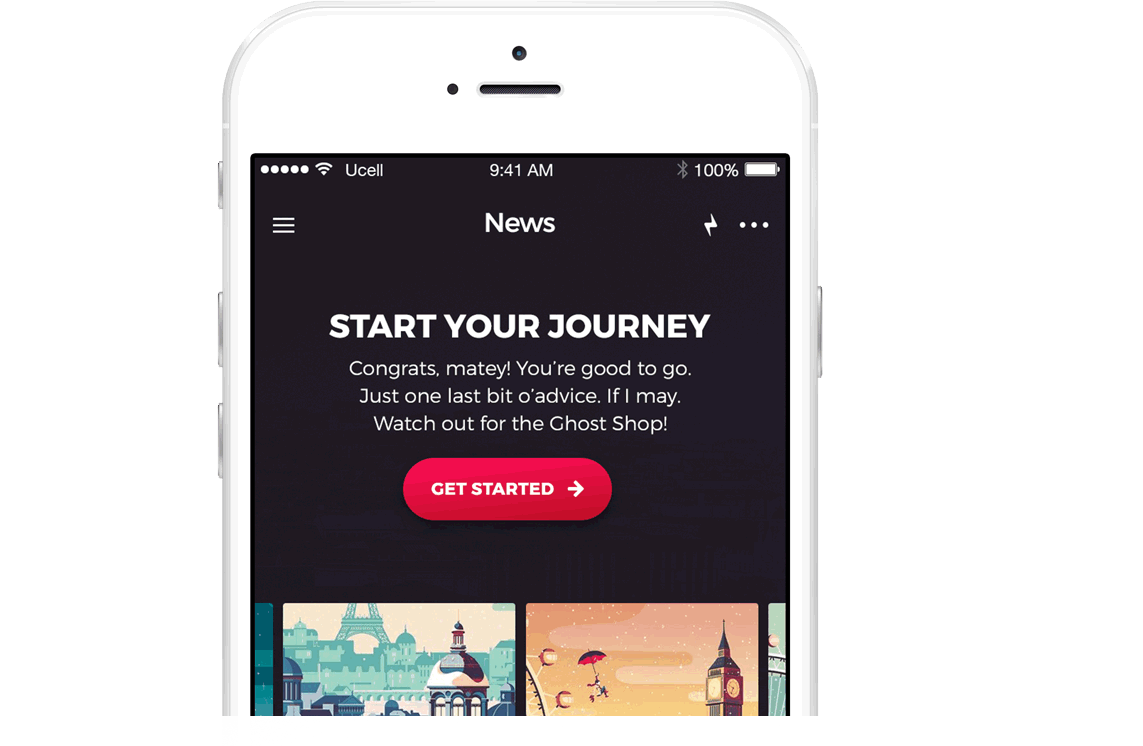 Ucell 9:41 AM 100%
News
START YOUR JOURNEY
Congrats, matey! You’re good to go.
Just one last bit o’advice. If I may.
Watch out for the Ghost Shop!
GET STARTED